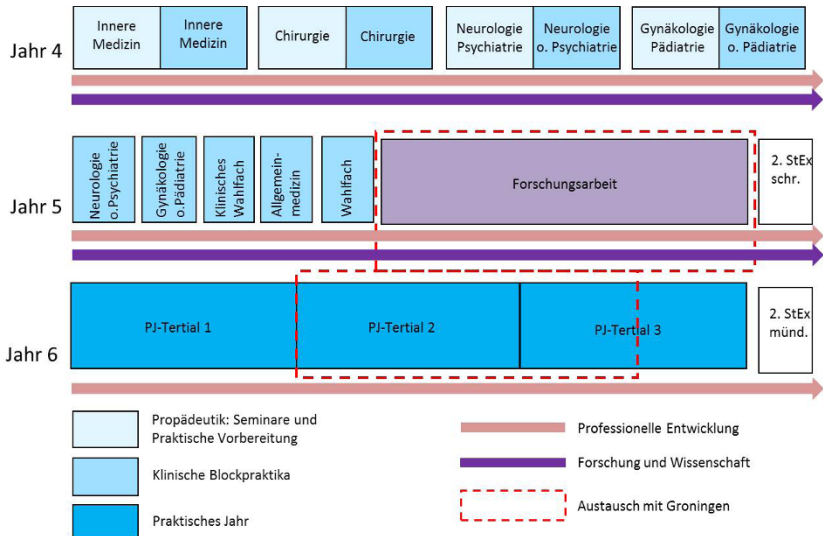 Jahr 4
Innere
Medizin
Innere
Medizin
Chirurgie
Chirurgie
Neurologie
Psychiatrie
Neurologie
o. Psychiatrie
Gynäkologie
Pädiatrie
Gynäkologie
o. Pädiatrie
Jahr 5
Neurologie
o.Psychiatrie
Gynäkologie
o.Pädiatrie
Klinisches
Wahlfach
Allgemein-
medizin
Wahlfach
Forschungsarbeit
2. StEx
schr.
Jahr 6
PJ-Tertial 1
PJ-Tertial 2
PJ-Tertial 3
2. StEx
münd.
Propädeutik: Seminare und
Praktische Vorbereitung
Klinische Blockpraktika
Praktisches Jahr
Professionelle Entwicklung
Forschung und Wissenschaft
Austausch mit Groningen